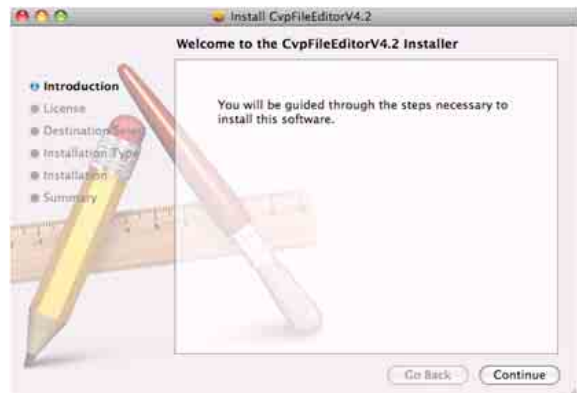 Install CvpFileEditorV4.2
Welcome to the CvpFileEditorV4.2 Installer
Introduction
License
Destination Select
Installation Type
Installation
Summary
You will be guided through the steps necessary to
install this software.
Go Back
Continue